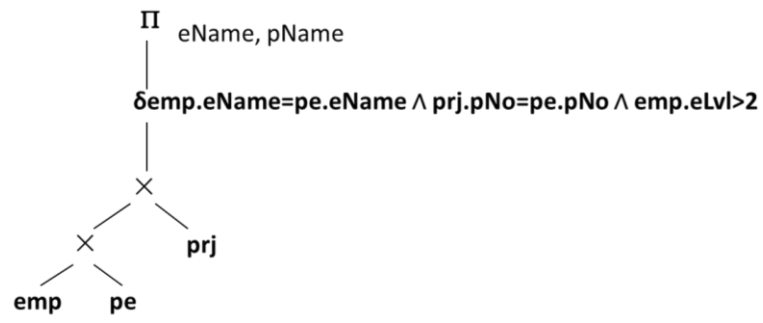 Π
eName, pName
δemp.eName=pe.eName ∧ prj.pNo=pe.pNo ∧ emp.eLvl>2
×
×
prj
emp
pe